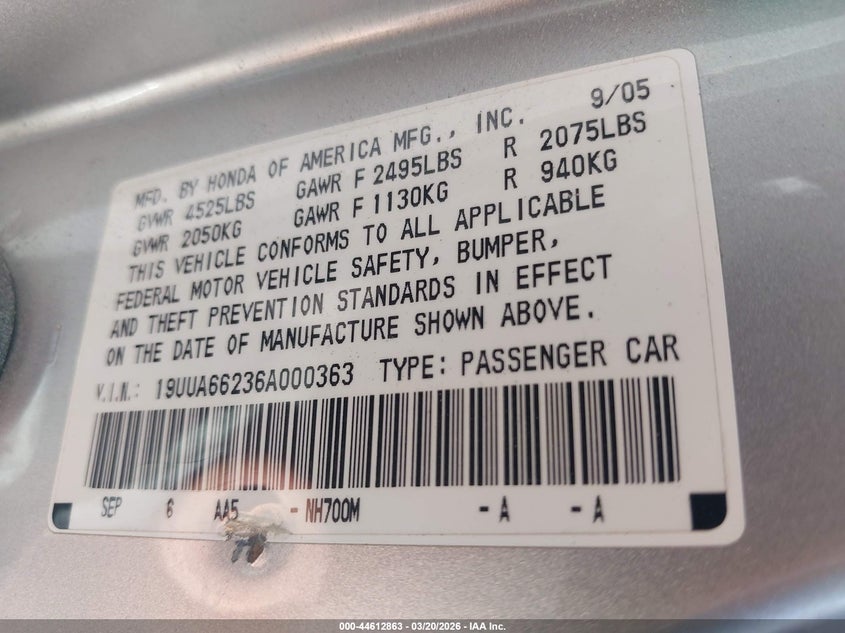 9/05
MFD. BY HONDA OF AMERICA MFG., INC.
GVWR 4525LBS GAWR F 2495LBS R 2075LBS
GVWR 2050KG GAWR F 1130KG R 940KG
THIS VEHICLE CONFORMS TO ALL APPLICABLE
FEDERAL MOTOR VEHICLE SAFETY, BUMPER,
AND THEFT PREVENTION STANDARDS IN EFFECT
ON THE DATE OF MANUFACTURE SHOWN ABOVE.
V.I.N.: 19UUA66236A000363 TYPE: PASSENGER CAR
SEP 6 AA5 - NH700M - A - A
000-44612863 - 03/20/2026 - IAA Inc.